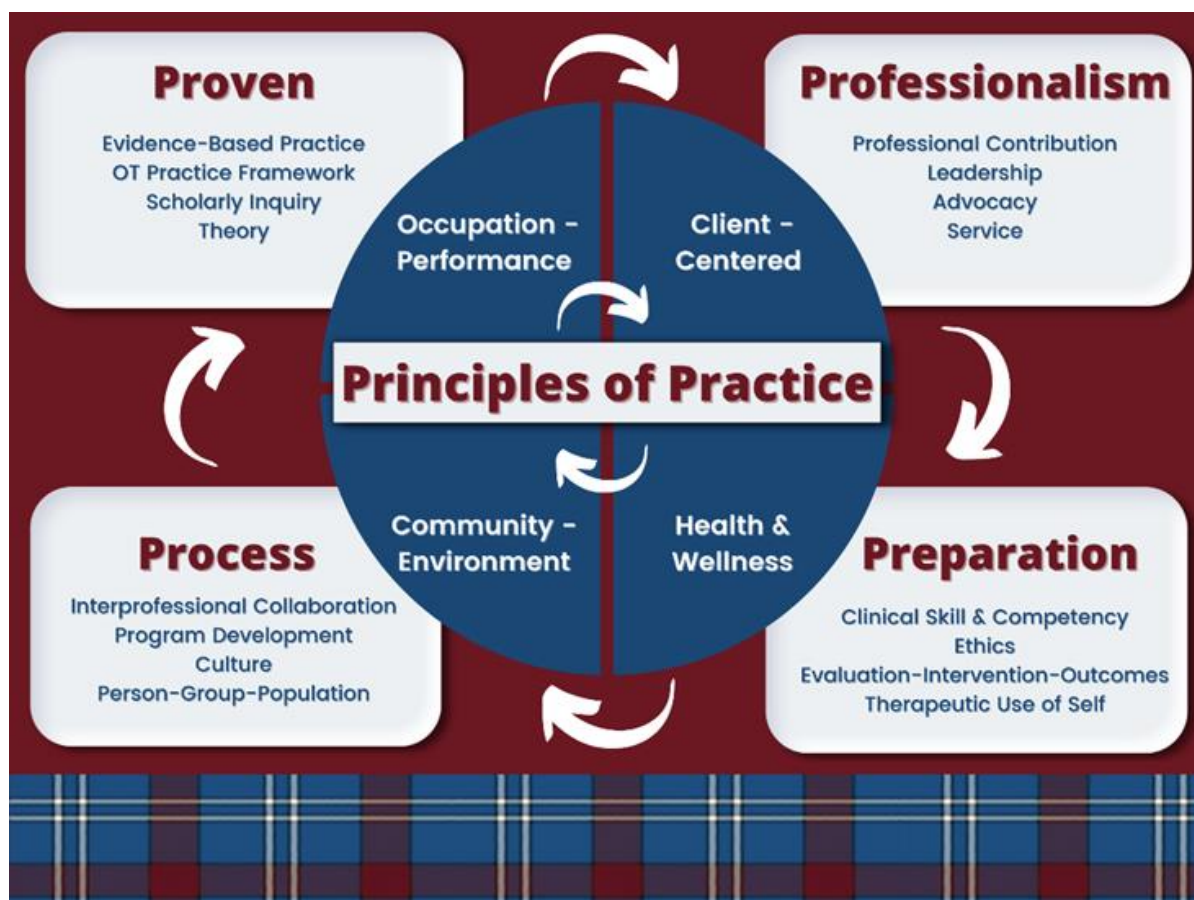 Proven
Evidence-Based Practice
OT Practice Framework
Scholarly Inquiry
Theory
Professionalism
Professional Contribution
Leadership
Advocacy
Service
Occupation -
Performance
Client -
Centered
Principles of Practice
Community -
Environment
Health &
Wellness
Process
Interprofessional Collaboration
Program Development
Culture
Person-Group-Population
Preparation
Clinical Skill & Competency
Ethics
Evaluation-Intervention-Outcomes
Therapeutic Use of Self